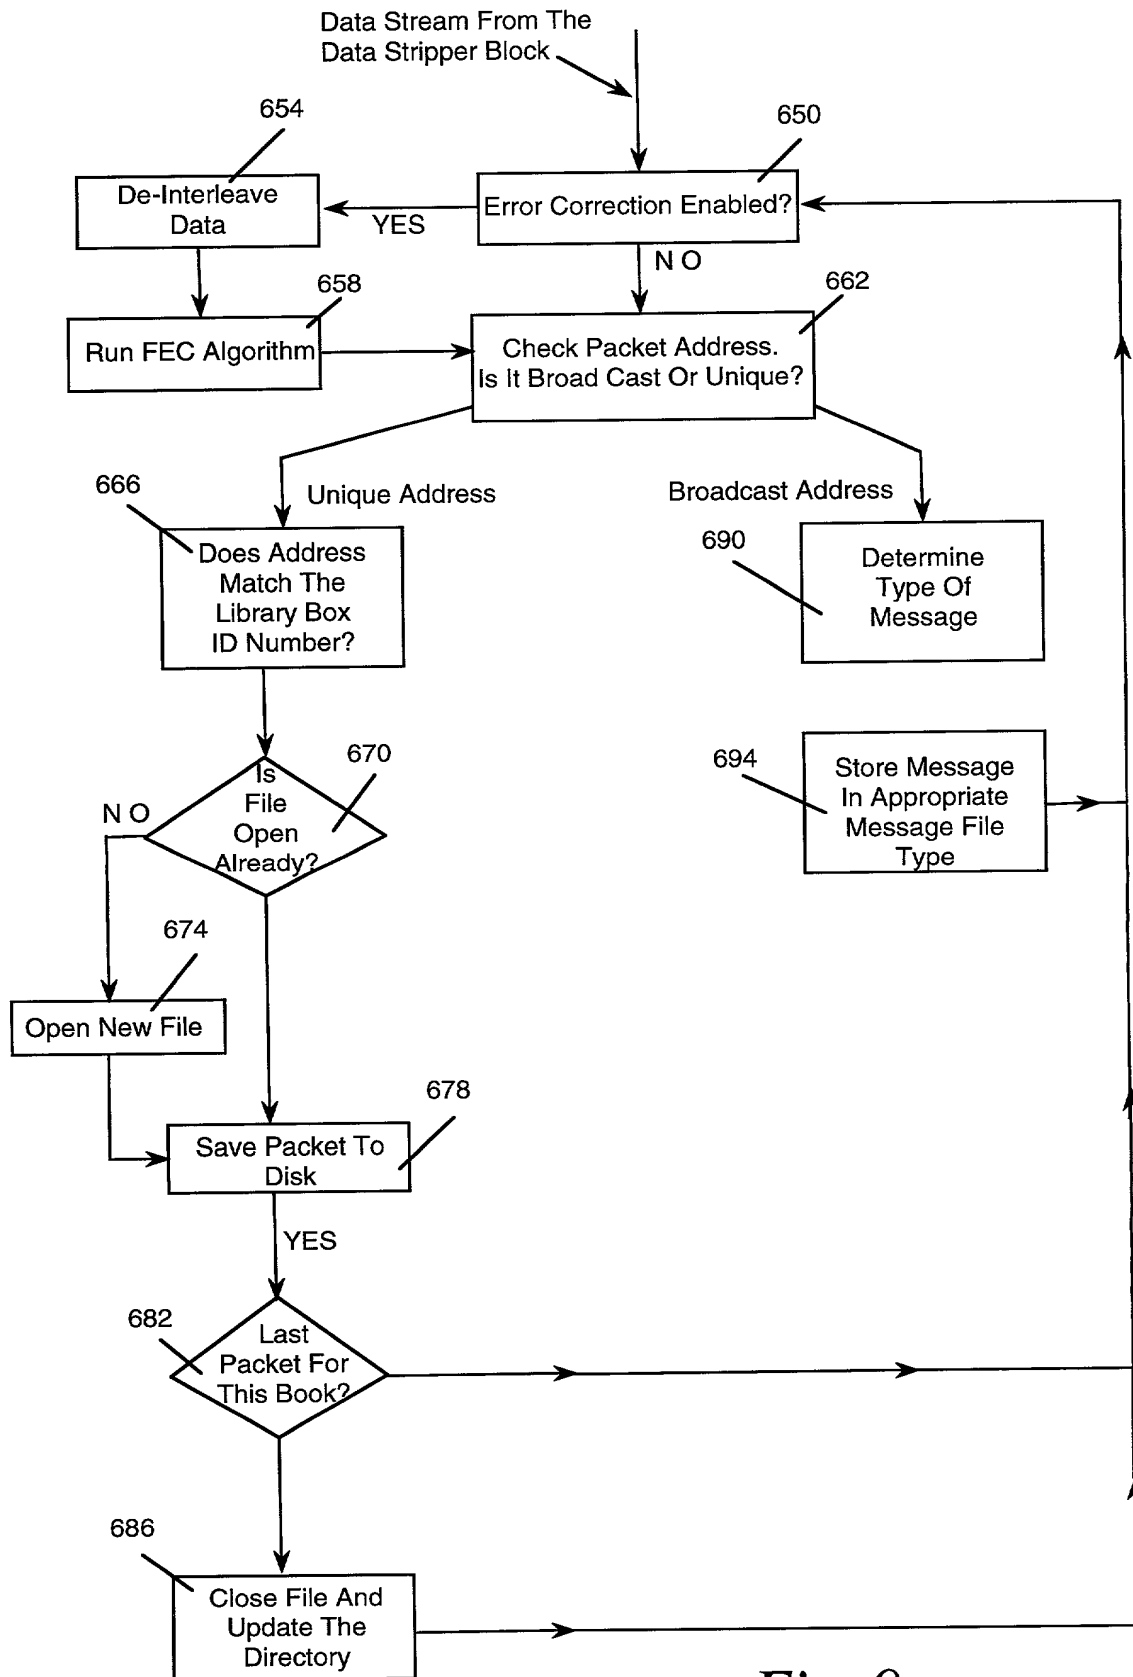 Data Stream From The
Data Stripper Block
654
650
De-Interleave
Data
YES
Error Correction Enabled?
N O
658
662
Run FEC Algorithm
Check Packet Address.
Is It Broad Cast Or Unique?
666
Unique Address
Broadcast Address
690
Does Address
Match The
Library Box
ID Number?
Determine
Type Of
Message
670
694
Is
File
Open
Already?
N O
Store Message
In Appropriate
Message File
Type
674
Open New File
678
Save Packet To
Disk
YES
682
Last
Packet For
This Book?
686
Close File And
Update The
Directory